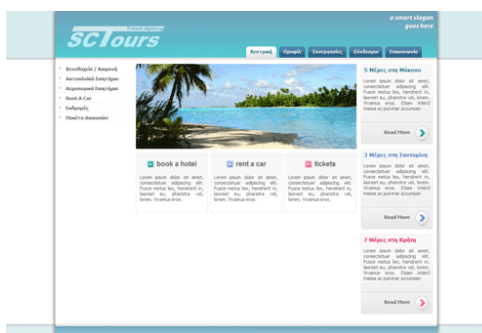 a smart slogan
goes here
Travel Agency
SCTours
Κεντρική
Προφίλ
Συνεργασίες
Σύνδεσμοι
Επικοινωνία
Ξενοδοχεία / Διαμονή
Ακτοπλοϊκά Εισητήρια
Αεροπορικά Εισητήρια
Rent A Car
Εκδρομές
Πακέτα Διακοπών
book a hotel
Lorem ipsum dolor sit amet,
consectetuer adipiscing elit.
Fusce metus leo, hendrerit in,
laoreet eu, pharetra vel,
lorem. Vivamus eros.
rent a car
Lorem ipsum dolor sit amet,
consectetuer adipiscing elit.
Fusce metus leo, hendrerit in,
laoreet eu, pharetra vel,
lorem. Vivamus eros.
tickets
Lorem ipsum dolor sit amet,
consectetuer adipiscing elit.
Fusce metus leo, hendrerit in,
laoreet eu, pharetra vel,
lorem. Vivamus eros.
5 Μέρες στη Μύκονο
Lorem ipsum dolor sit amet,
consectetuer adipiscing elit.
Fusce metus leo, hendrerit in,
laoreet eu, pharetra vel, lorem.
Vivamus eros. Etiam interd
massa ac pulvinar accumsan
Read More
3 Μέρες στη Σαντορίνη
Lorem ipsum dolor sit amet,
consectetuer adipiscing elit.
Fusce metus leo, hendrerit in,
laoreet eu, pharetra vel, lorem.
Vivamus eros. Etiam interd
massa ac pulvinar accumsan
Read More
7 Μέρες στη Κρήτη
Lorem ipsum dolor sit amet,
consectetuer adipiscing elit.
Fusce metus leo, hendrerit in,
laoreet eu, pharetra vel, lorem.
Vivamus eros. Etiam interd
massa ac pulvinar accumsan
Read More